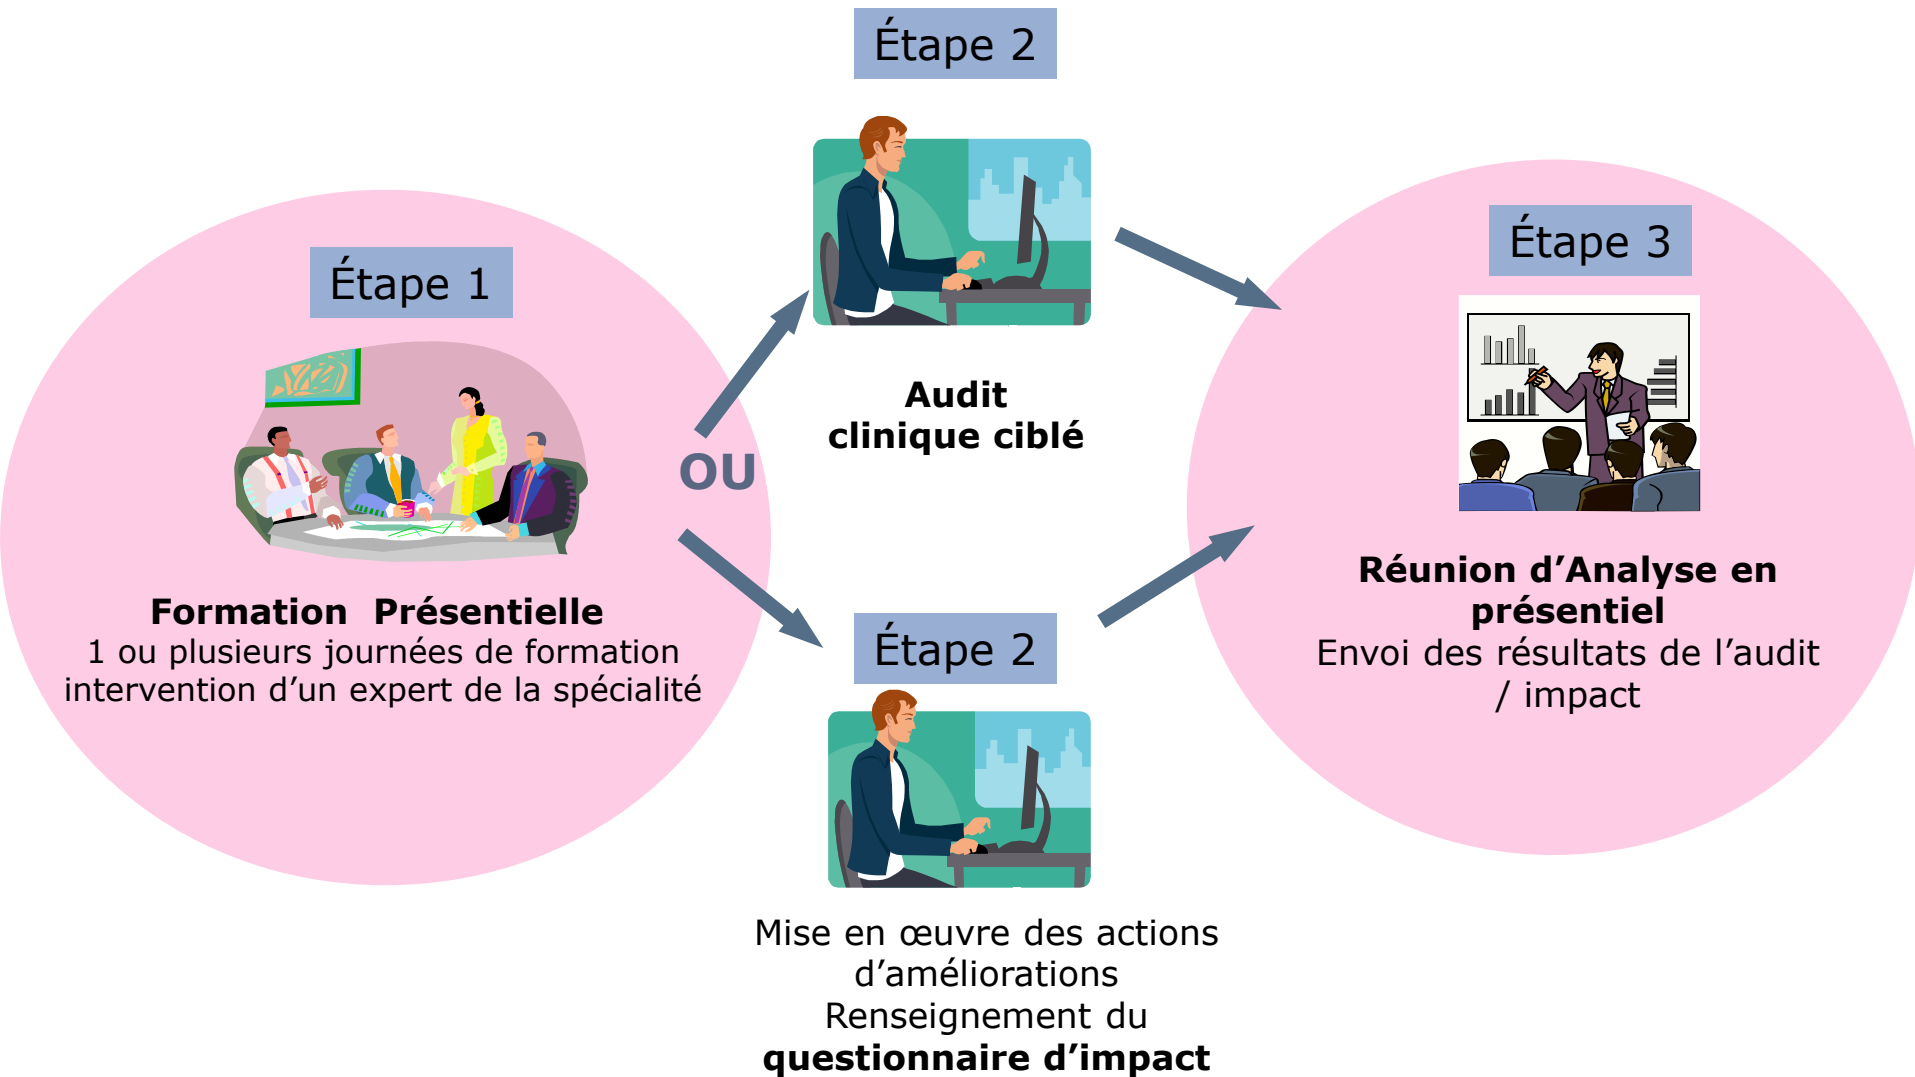 Étape 1
Formation Présentielle
1 ou plusieurs journées de formation
intervention d’un expert de la spécialité
OU
Étape 2
Audit
clinique ciblé
Étape 2
Mise en œuvre des actions
d’améliorations
Renseignement du
questionnaire d’impact
Étape 3
Réunion d’Analyse en
présentiel
Envoi des résultats de l’audit
/ impact